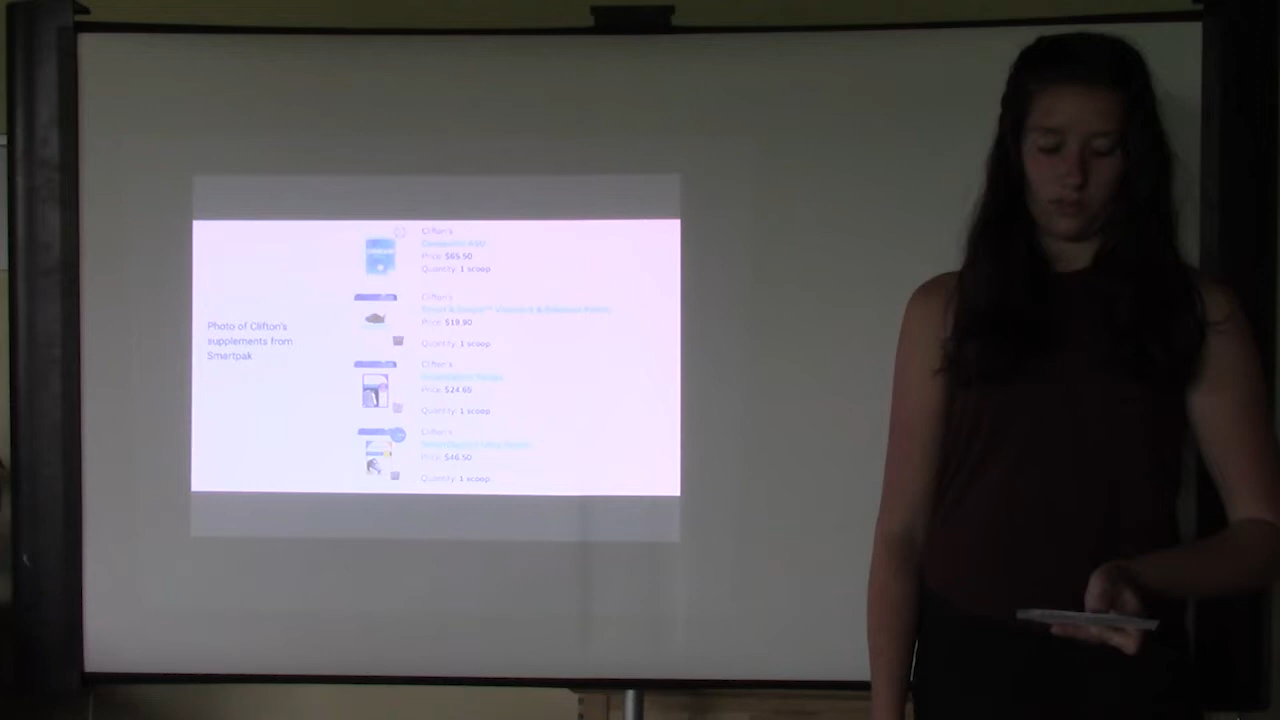 Photo of Clifton's
supplements from
Smartpak
Clifton's
Price: $65.50
Quantity: 1 scoop
Clifton's
Price: $19.90
Quantity: 1 scoop
Clifton's
Price: $24.65
Quantity: 1 scoop
Clifton's
Price: $46.50
Quantity: 1 scoop